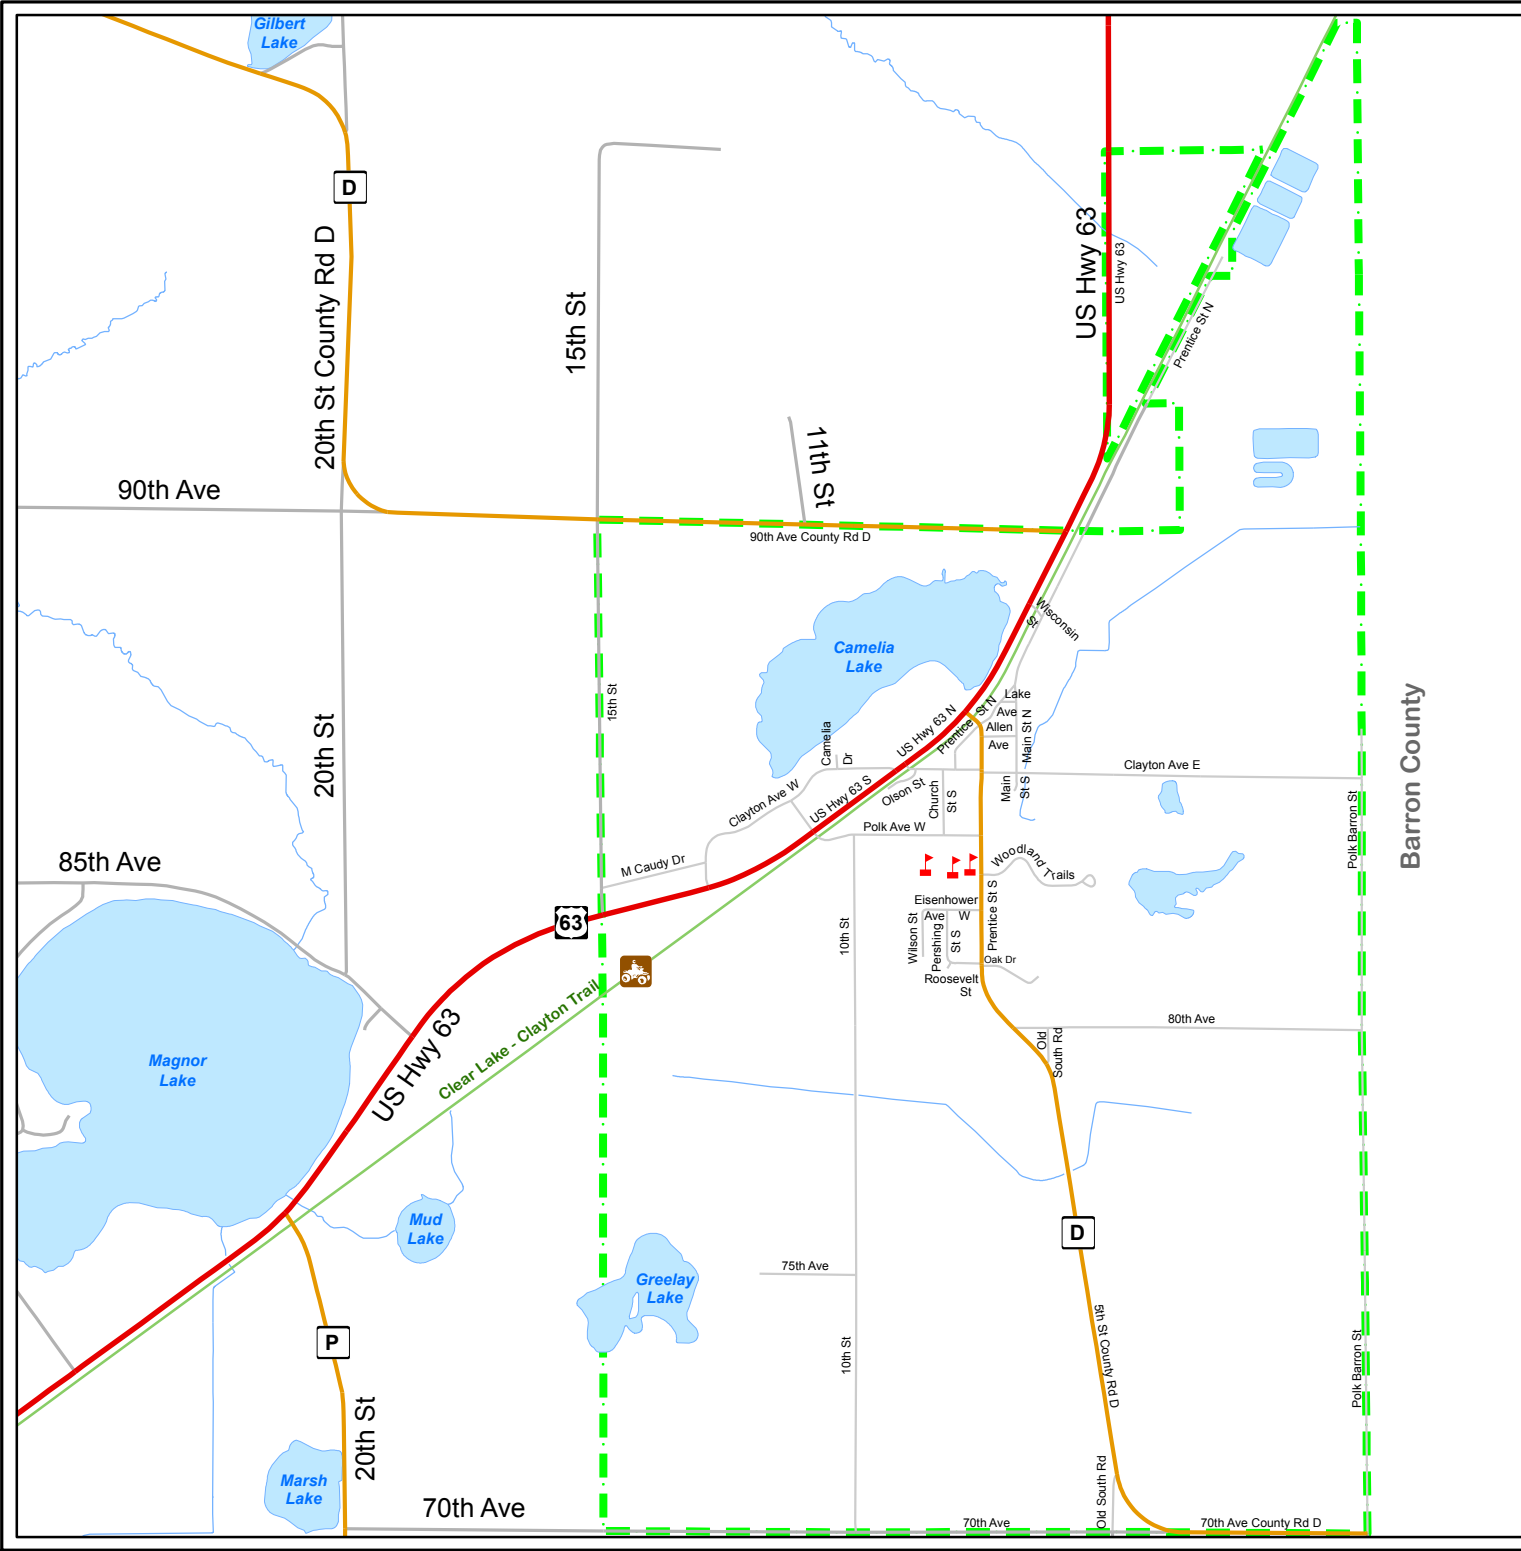 Gilbert
Lake
D
20th St County Rd D
15th St
US Hwy 63
US Hwy 63
Prentice St N
11th St
90th Ave
90th Ave County Rd D
Wisconsin
St
Camelia
Lake
15th St
20th St
Lake
Ave
Allen
Ave
Main St N
Prentice St N
US Hwy 63 N
Camelia
Dr
Clayton Ave E
Clayton Ave W
US Hwy 63 S
Olson St
Church
St S
Main
St S
Polk Ave W
Polk Barron St
Barron County
85th Ave
M Caudy Dr
Woodland Trails
Eisenhower
Ave W
Wilson St
Pershing
St S
Prentice St S
63
10th St
Oak Dr
Roosevelt
St
80th Ave
Old
South Rd
Clear Lake - Clayton Trail
US Hwy 63
Magnor
Lake
Mud
Lake
D
75th Ave
Greelay
Lake
P
5th St County Rd D
10th St
Polk Barron St
20th St
Marsh
Lake
Old South Rd
70th Ave
70th Ave
70th Ave County Rd D